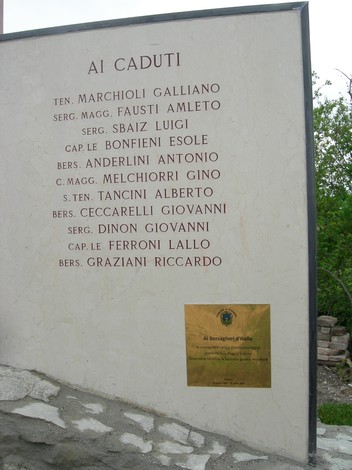 AI CADUTI
TEN. MARCHIOLI GALLIANO
SERG. MAGG. FAUSTI AMLETO
SERG. SBAIZ LUIGI
CAP. LE BONFIENI ESOLE
BERS. ANDERLINI ANTONIO
C. MAGG. MELCHIORRI GINO
S. TEN. TANCINI ALBERTO
BERS. CECCARELLI GIOVANNI
SERG. DINON GIOVANNI
CAP. LE FERRONI LALLO
BERS. GRAZIANI RICCARDO
Ai Bersaglieri d'Italia